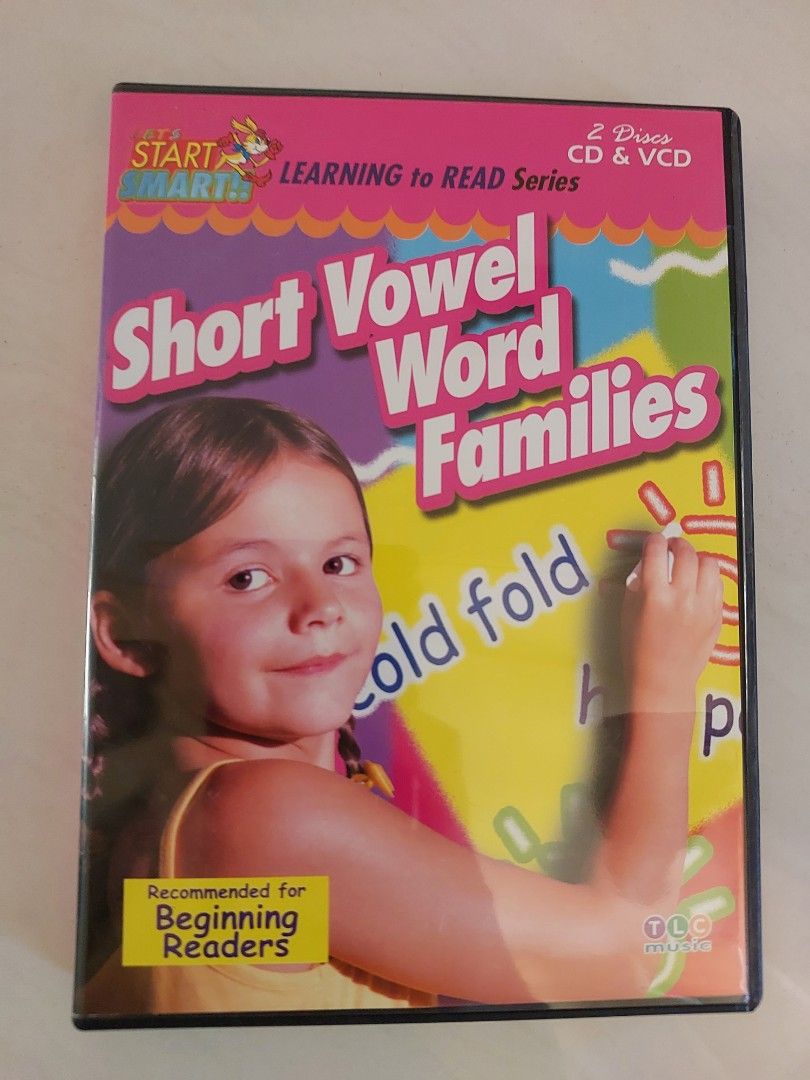 LET'S
START
SMART!!
LEARNING to READ Series
2 Discs
CD & VCD
Short Vowel
Word
Families
cold fold
Recommended for
Beginning
Readers
TLC
music